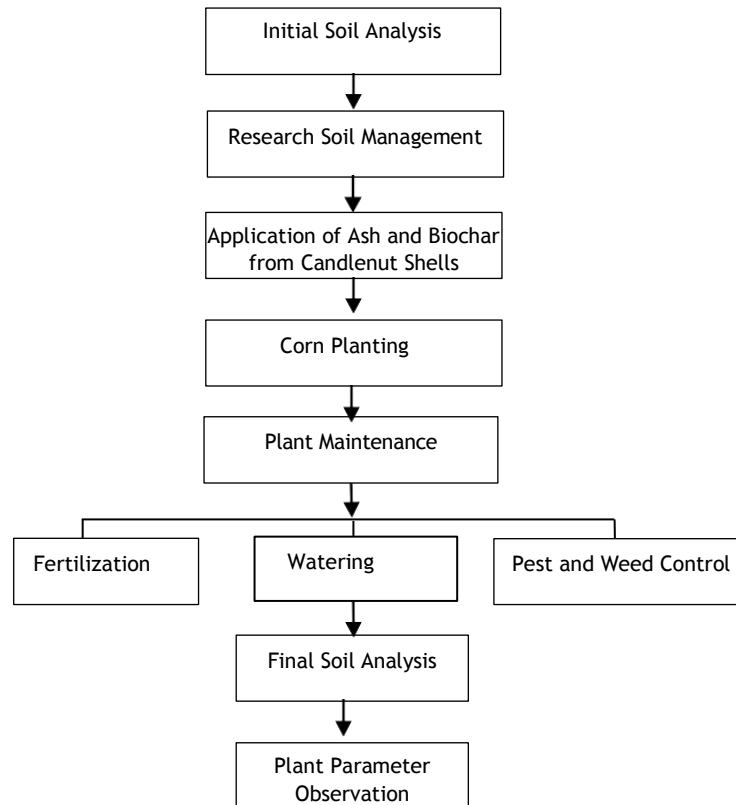 Initial Soil Analysis
Research Soil Management
Application of Ash and Biochar
from Candlenut Shells
Corn Planting
Plant Maintenance
Fertilization
Watering
Pest and Weed Control
Final Soil Analysis
Plant Parameter
Observation